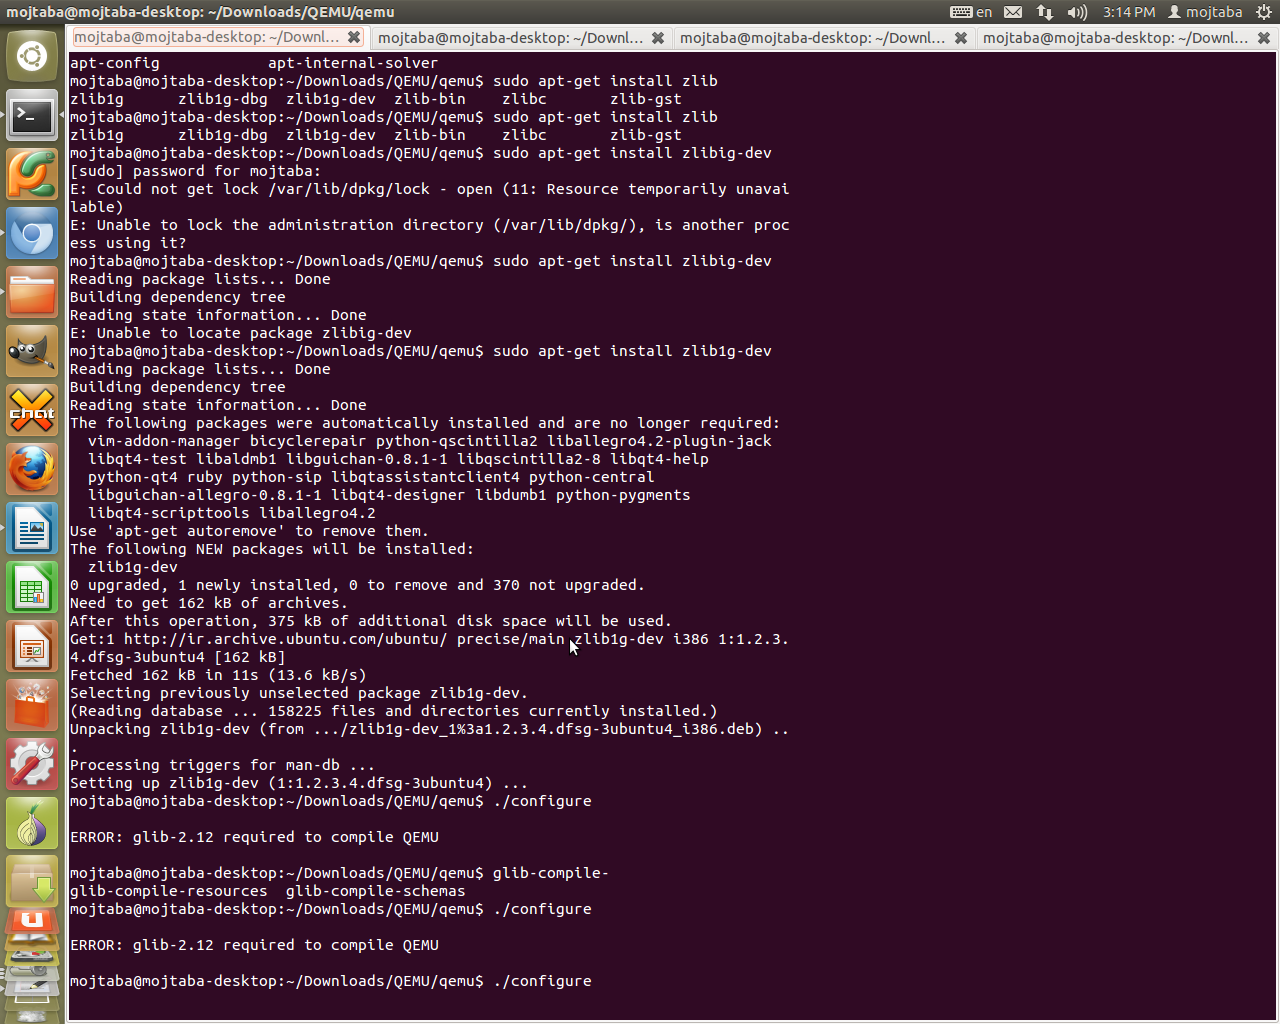 mojtaba@mojtaba-desktop: ~/Downloads/QEMU/qemu
en
3:14 PM
mojtaba
mojtaba@mojtaba-desktop: ~/Downl...
mojtaba@mojtaba-desktop: ~/Downl...
mojtaba@mojtaba-desktop: ~/Downl...
mojtaba@mojtaba-desktop: ~/Downl...
apt-config            apt-internal-solver
mojtaba@mojtaba-desktop:~/Downloads/QEMU/qemu$ sudo apt-get install zlib
zlib1g      zlib1g-dbg  zlib1g-dev  zlib-bin    zlibc       zlib-gst
mojtaba@mojtaba-desktop:~/Downloads/QEMU/qemu$ sudo apt-get install zlib
zlib1g      zlib1g-dbg  zlib1g-dev  zlib-bin    zlibc       zlib-gst
mojtaba@mojtaba-desktop:~/Downloads/QEMU/qemu$ sudo apt-get install zlibig-dev
[sudo] password for mojtaba:
E: Could not get lock /var/lib/dpkg/lock - open (11: Resource temporarily unavai
lable)
E: Unable to lock the administration directory (/var/lib/dpkg/), is another proc
ess using it?
mojtaba@mojtaba-desktop:~/Downloads/QEMU/qemu$ sudo apt-get install zlibig-dev
Reading package lists... Done
Building dependency tree
Reading state information... Done
E: Unable to locate package zlibig-dev
mojtaba@mojtaba-desktop:~/Downloads/QEMU/qemu$ sudo apt-get install zlib1g-dev
Reading package lists... Done
Building dependency tree
Reading state information... Done
The following packages were automatically installed and are no longer required:
  vim-addon-manager bicyclerepair python-qscintilla2 liballegro4.2-plugin-jack
  libqt4-test libaldmb1 libguichan-0.8.1-1 libqscintilla2-8 libqt4-help
  python-qt4 ruby python-sip libqtassistantclient4 python-central
  libguichan-allegro-0.8.1-1 libqt4-designer libdumb1 python-pygments
  libqt4-scripttools liballegro4.2
Use 'apt-get autoremove' to remove them.
The following NEW packages will be installed:
  zlib1g-dev
0 upgraded, 1 newly installed, 0 to remove and 370 not upgraded.
Need to get 162 kB of archives.
After this operation, 375 kB of additional disk space will be used.
Get:1 http://ir.archive.ubuntu.com/ubuntu/ precise/main zlib1g-dev i386 1:1.2.3.
4.dfsg-3ubuntu4 [162 kB]
Fetched 162 kB in 11s (13.6 kB/s)
Selecting previously unselected package zlib1g-dev.
(Reading database ... 158225 files and directories currently installed.)
Unpacking zlib1g-dev (from .../zlib1g-dev_1%3a1.2.3.4.dfsg-3ubuntu4_i386.deb) ..
.
Processing triggers for man-db ...
Setting up zlib1g-dev (1:1.2.3.4.dfsg-3ubuntu4) ...
mojtaba@mojtaba-desktop:~/Downloads/QEMU/qemu$ ./configure
ERROR: glib-2.12 required to compile QEMU
mojtaba@mojtaba-desktop:~/Downloads/QEMU/qemu$ glib-compile-
glib-compile-resources  glib-compile-schemas
mojtaba@mojtaba-desktop:~/Downloads/QEMU/qemu$ ./configure
ERROR: glib-2.12 required to compile QEMU
mojtaba@mojtaba-desktop:~/Downloads/QEMU/qemu$ ./configure
chat